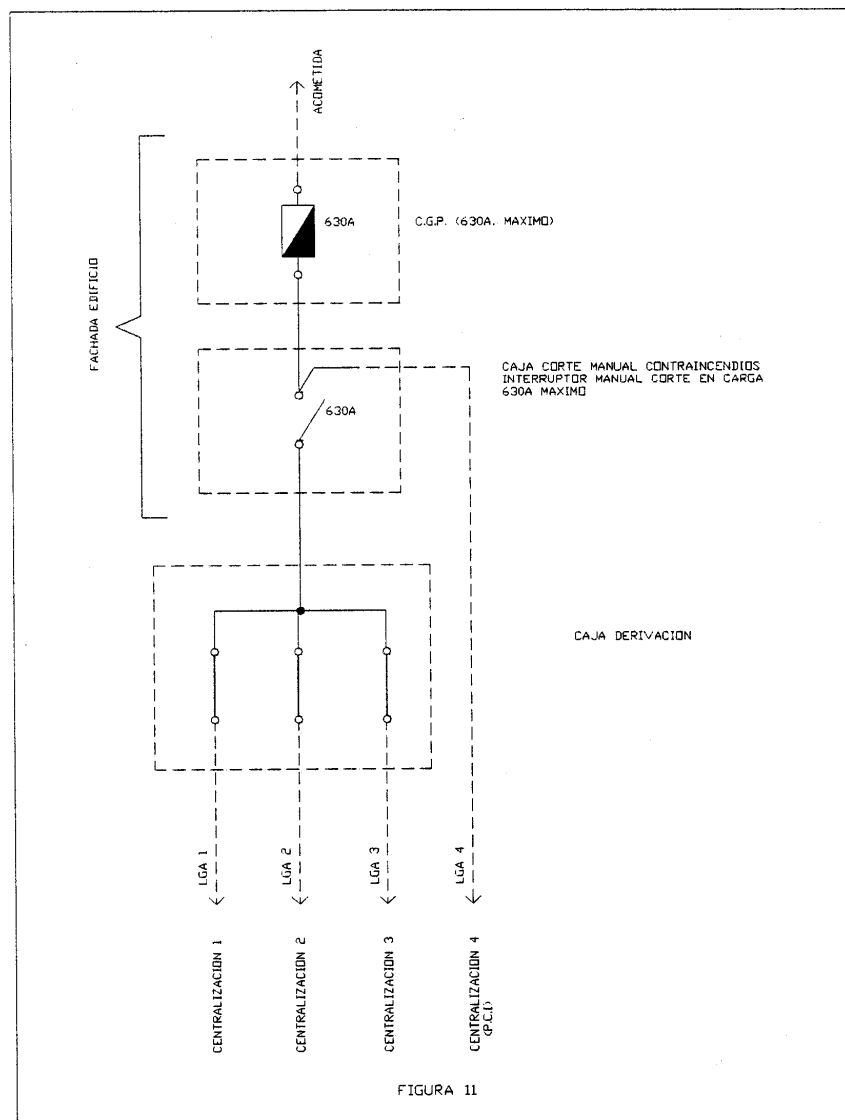 ACOMETIDA
630A
C.G.P. (630A. MAXIMO)
FACHADA EDIFICIO
CAJA CORTE MANUAL CONTRAINCENDIOS
INTERRUPTOR MANUAL CORTE EN CARGA
630A MAXIMO
630A
CAJA DERIVACION
LGA 1
LGA 2
LGA 3
LGA 4
CENTRALIZACION 1
CENTRALIZACION 2
CENTRALIZACION 3
CENTRALIZACION 4
(P.C.I)
FIGURA 11